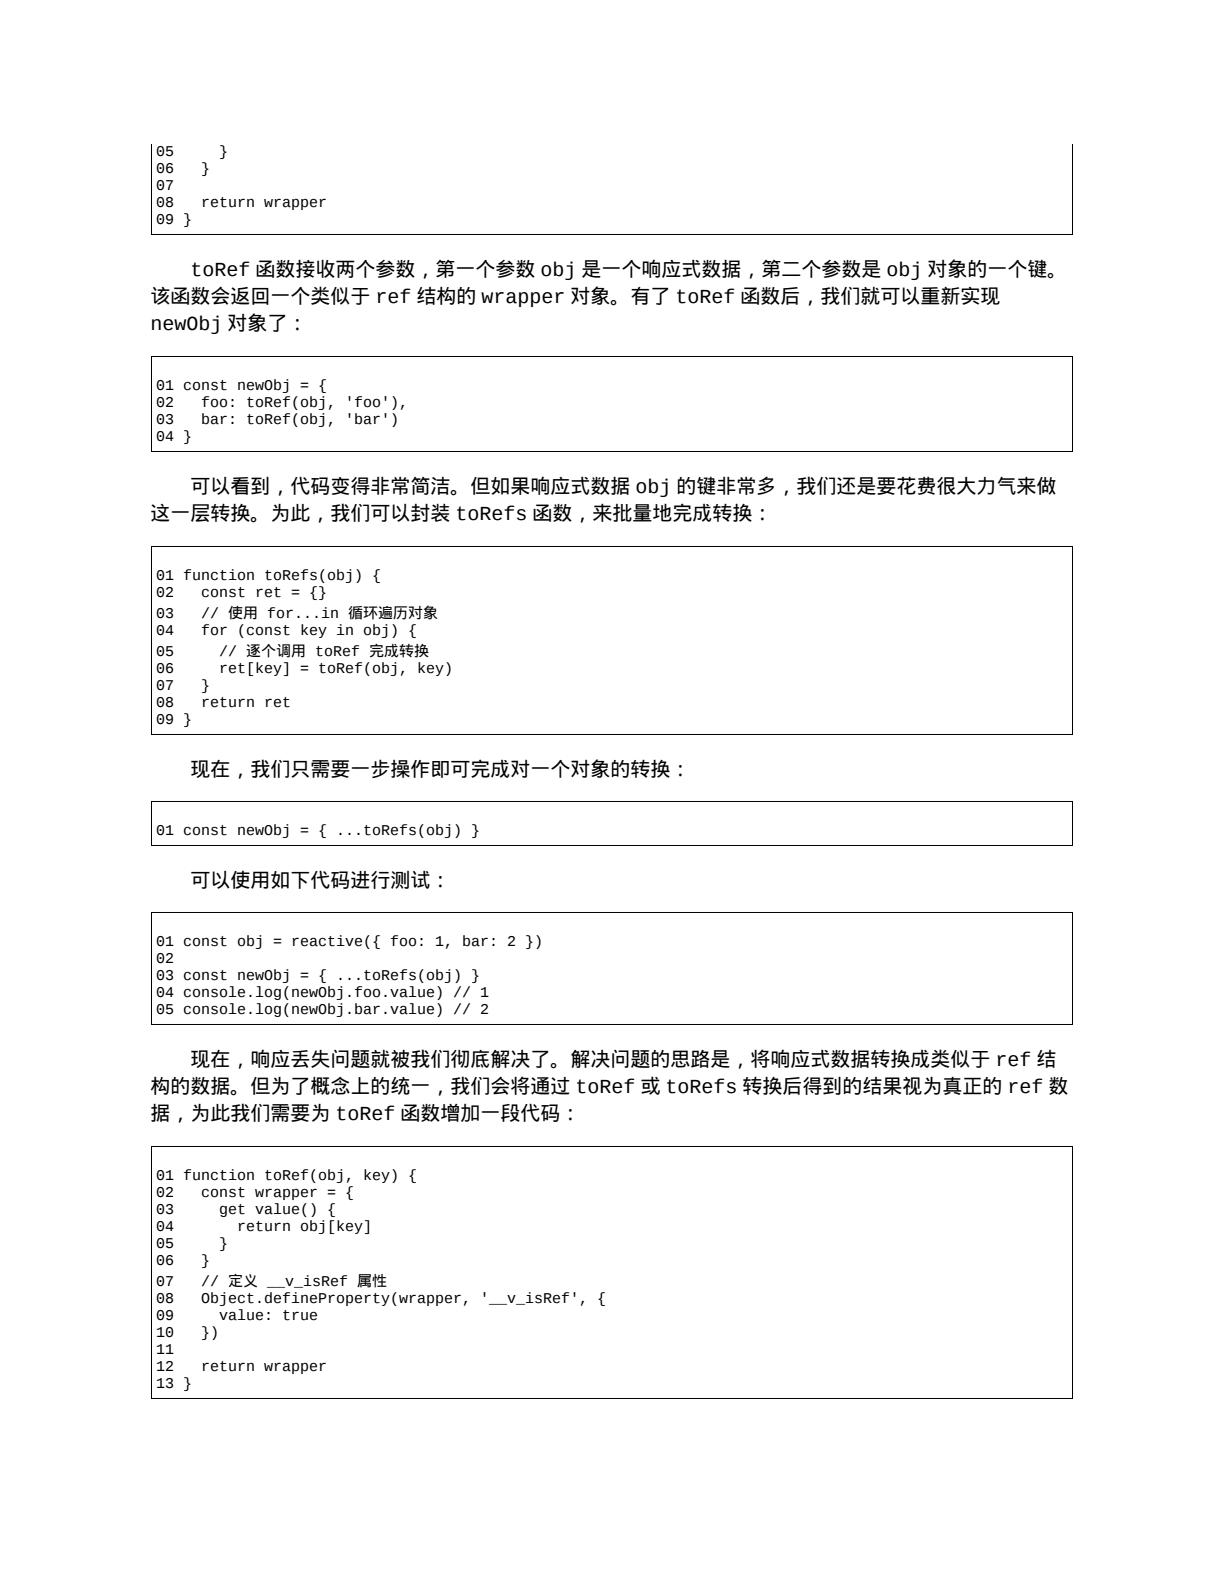 05     }
06   }
07
08   return wrapper
09 }
toRef 函数接收两个参数，第一个参数 obj 是一个响应式数据，第二个参数是 obj 对象的一个键。
该函数会返回一个类似于 ref 结构的 wrapper 对象。有了 toRef 函数后，我们就可以重新实现
newObj 对象了：
01 const newObj = {
02   foo: toRef(obj, 'foo'),
03   bar: toRef(obj, 'bar')
04 }
可以看到，代码变得非常简洁。但如果响应式数据 obj 的键非常多，我们还是要花费很大力气来做
这一层转换。为此，我们可以封装 toRefs 函数，来批量地完成转换：
01 function toRefs(obj) {
02   const ret = {}
03   // 使用 for...in 循环遍历对象
04   for (const key in obj) {
05     // 逐个调用 toRef 完成转换
06     ret[key] = toRef(obj, key)
07   }
08   return ret
09 }
现在，我们只需要一步操作即可完成对一个对象的转换：
01 const newObj = { ...toRefs(obj) }
可以使用如下代码进行测试：
01 const obj = reactive({ foo: 1, bar: 2 })
02
03 const newObj = { ...toRefs(obj) }
04 console.log(newObj.foo.value) // 1
05 console.log(newObj.bar.value) // 2
现在，响应丢失问题就被我们彻底解决了。解决问题的思路是，将响应式数据转换成类似于 ref 结
构的数据。但为了概念上的统一，我们会将通过 toRef 或 toRefs 转换后得到的结果视为真正的 ref 数
据，为此我们需要为 toRef 函数增加一段代码：
01 function toRef(obj, key) {
02   const wrapper = {
03     get value() {
04       return obj[key]
05     }
06   }
07   // 定义 __v_isRef 属性
08   Object.defineProperty(wrapper, '__v_isRef', {
09     value: true
10   })
11
12   return wrapper
13 }